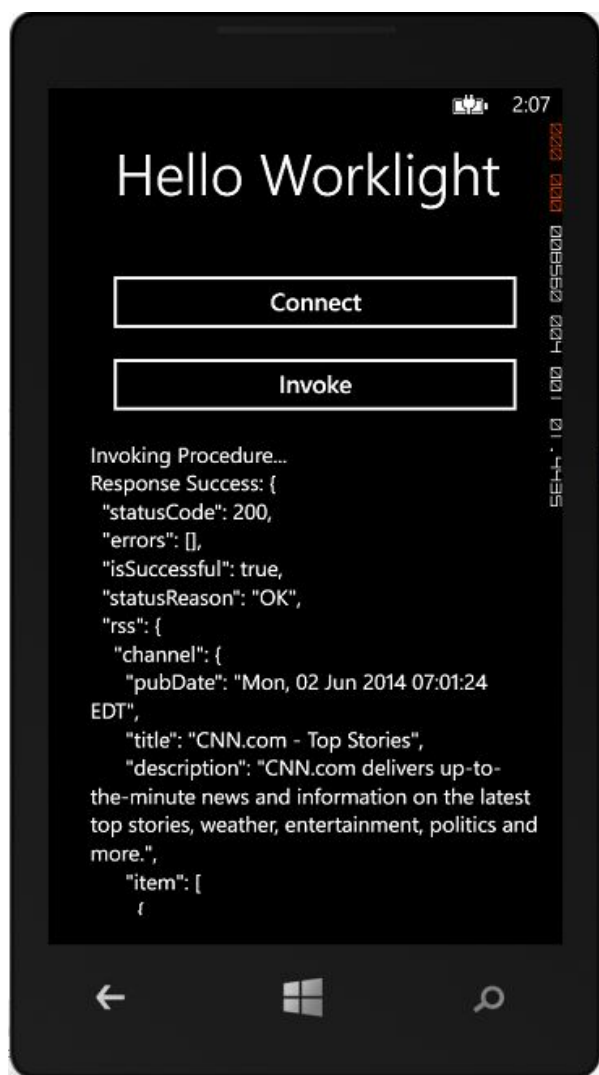 2:07
Hello Worklight
Connect
Invoke
Invoking Procedure...
Response Success: {
"statusCode": 200,
"errors": [],
"isSuccessful": true,
"statusReason": "OK",
"rss": {
"channel": {
"pubDate": "Mon, 02 Jun 2014 07:01:24
EDT",
"title": "CNN.com - Top Stories",
"description": "CNN.com delivers up-to-
the-minute news and information on the latest
top stories, weather, entertainment, politics and
more.",
"item": [
{